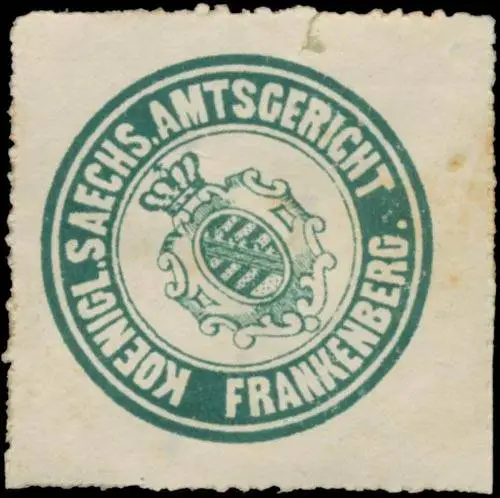 KOENIGL. SAECHS. AMTSGERICHT
FRANKENBERG.